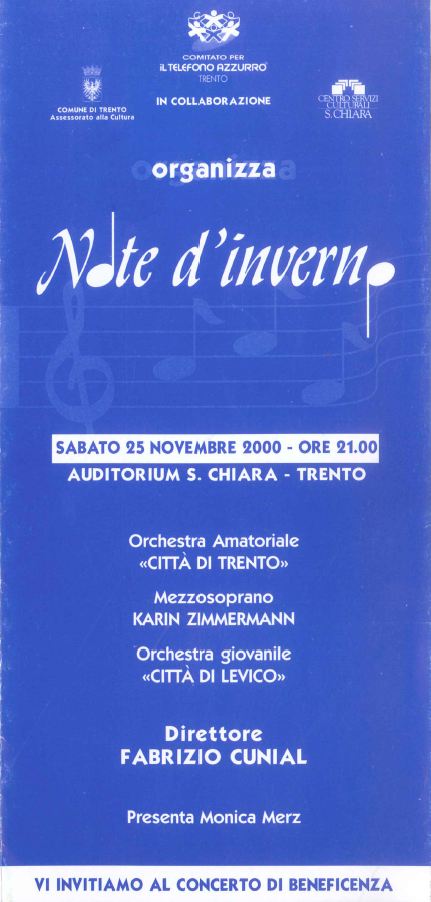 COMITATO PER
IL TELEFONO AZZURRO
TRENTO
IN COLLABORAZIONE
COMUNE DI TRENTO
Assessorato alla Cultura
CENTRO SERVIZI
CULTURALI
S. CHIARA
organizza
Note d'inverno
SABATO 25 NOVEMBRE 2000 - ORE 21.00
AUDITORIUM S. CHIARA - TRENTO
Orchestra Amatoriale
«CITTÀ DI TRENTO»
Mezzosoprano
KARIN ZIMMERMANN
Orchestra giovanile
«CITTÀ DI LEVICO»
Direttore
FABRIZIO CUNIAL
Presenta Monica Merz
VI INVITIAMO AL CONCERTO DI BENEFICENZA